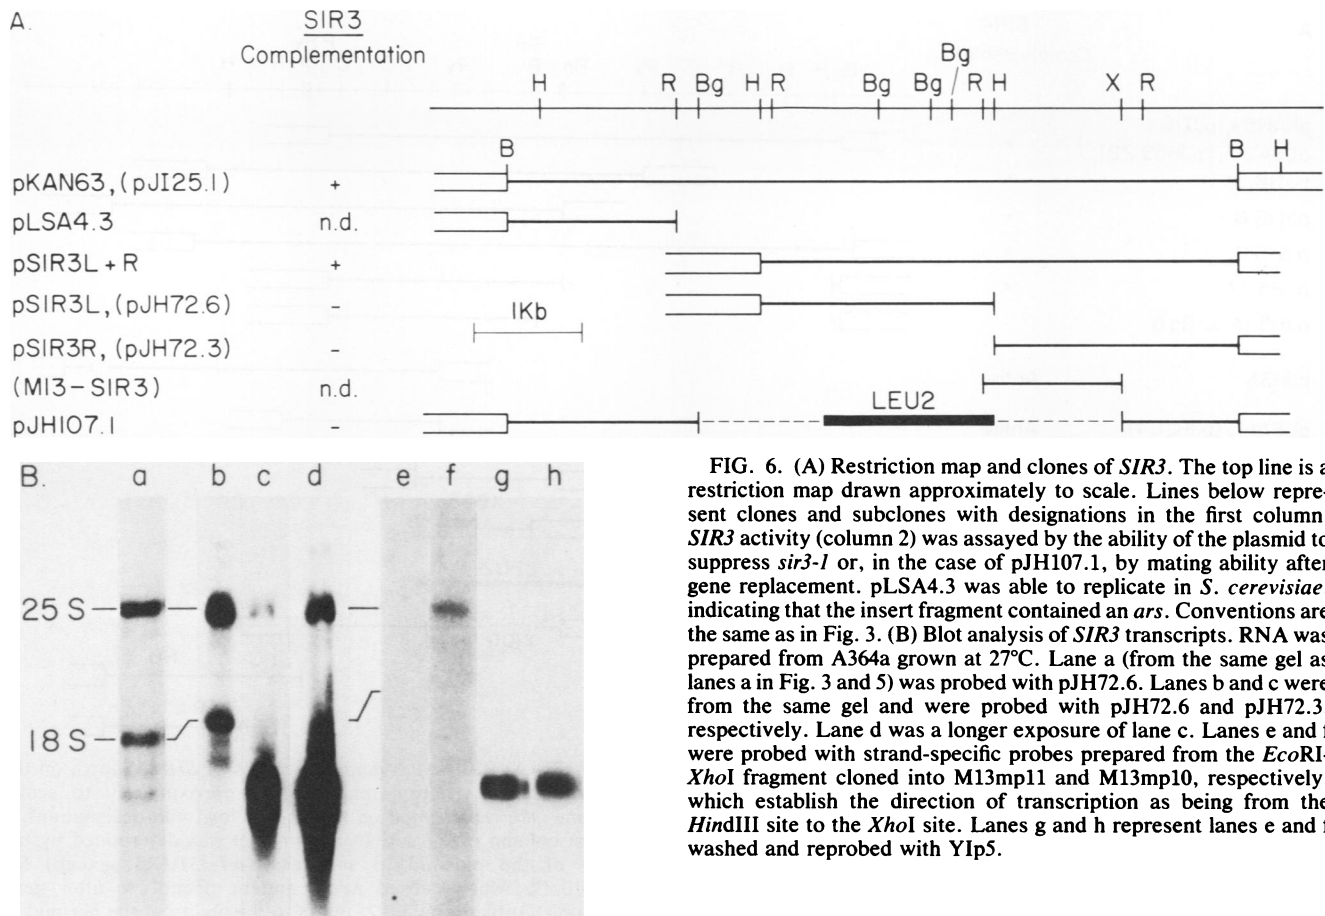 A.
SIR3
Complementation
Bg
H R Bg H R Bg Bg R H X R
B B H
pKAN63, (pJI25.1) +
pLSA4.3 n.d.
pSIR3L + R +
pSIR3L, (pJH72.6) -
1Kb
pSIR3R, (pJH72.3) -
(M13-SIR3) n.d.
LEU2
pJH107.1 -
B. a b c d e f g h
25 S
18 S
FIG. 6. (A) Restriction map and clones of SIR3. The top line is a
restriction map drawn approximately to scale. Lines below repre-
sent clones and subclones with designations in the first column
SIR3 activity (column 2) was assayed by the ability of the plasmid to
suppress sir3-1 or, in the case of pJH107.1, by mating ability after
gene replacement. pLSA4.3 was able to replicate in S. cerevisiae
indicating that the insert fragment contained an ars. Conventions are
the same as in Fig. 3. (B) Blot analysis of SIR3 transcripts. RNA was
prepared from A364a grown at 27°C. Lane a (from the same gel as
lanes a in Fig. 3 and 5) was probed with pJH72.6. Lanes b and c were
from the same gel and were probed with pJH72.6 and pJH72.3
respectively. Lane d was a longer exposure of lane c. Lanes e and f
were probed with strand-specific probes prepared from the EcoRI-
XhoI fragment cloned into M13mp11 and M13mp10, respectively
which establish the direction of transcription as being from the
HindIII site to the XhoI site. Lanes g and h represent lanes e and f
washed and reprobed with YIp5.